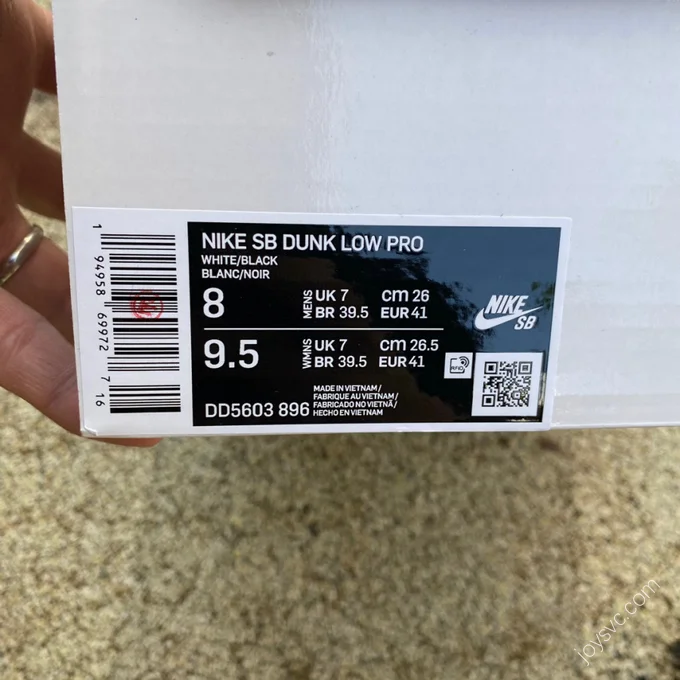 NIKE SB DUNK LOW PRO
WHITE/BLACK
BLANC/NOIR
8 MENS UK 7 cm 26
BR 39.5 EUR 41
9.5 WMNS UK 7 cm 26.5
BR 39.5 EUR 41
NIKE
SB
RFID
DD5603 896
MADE IN VIETNAM /
FABRIQUE AU VIETNAM /
FABRICADO NO VIETNÃ /
HECHO EN VIETNAM
1 94958 69972 7 16
joysvc.com